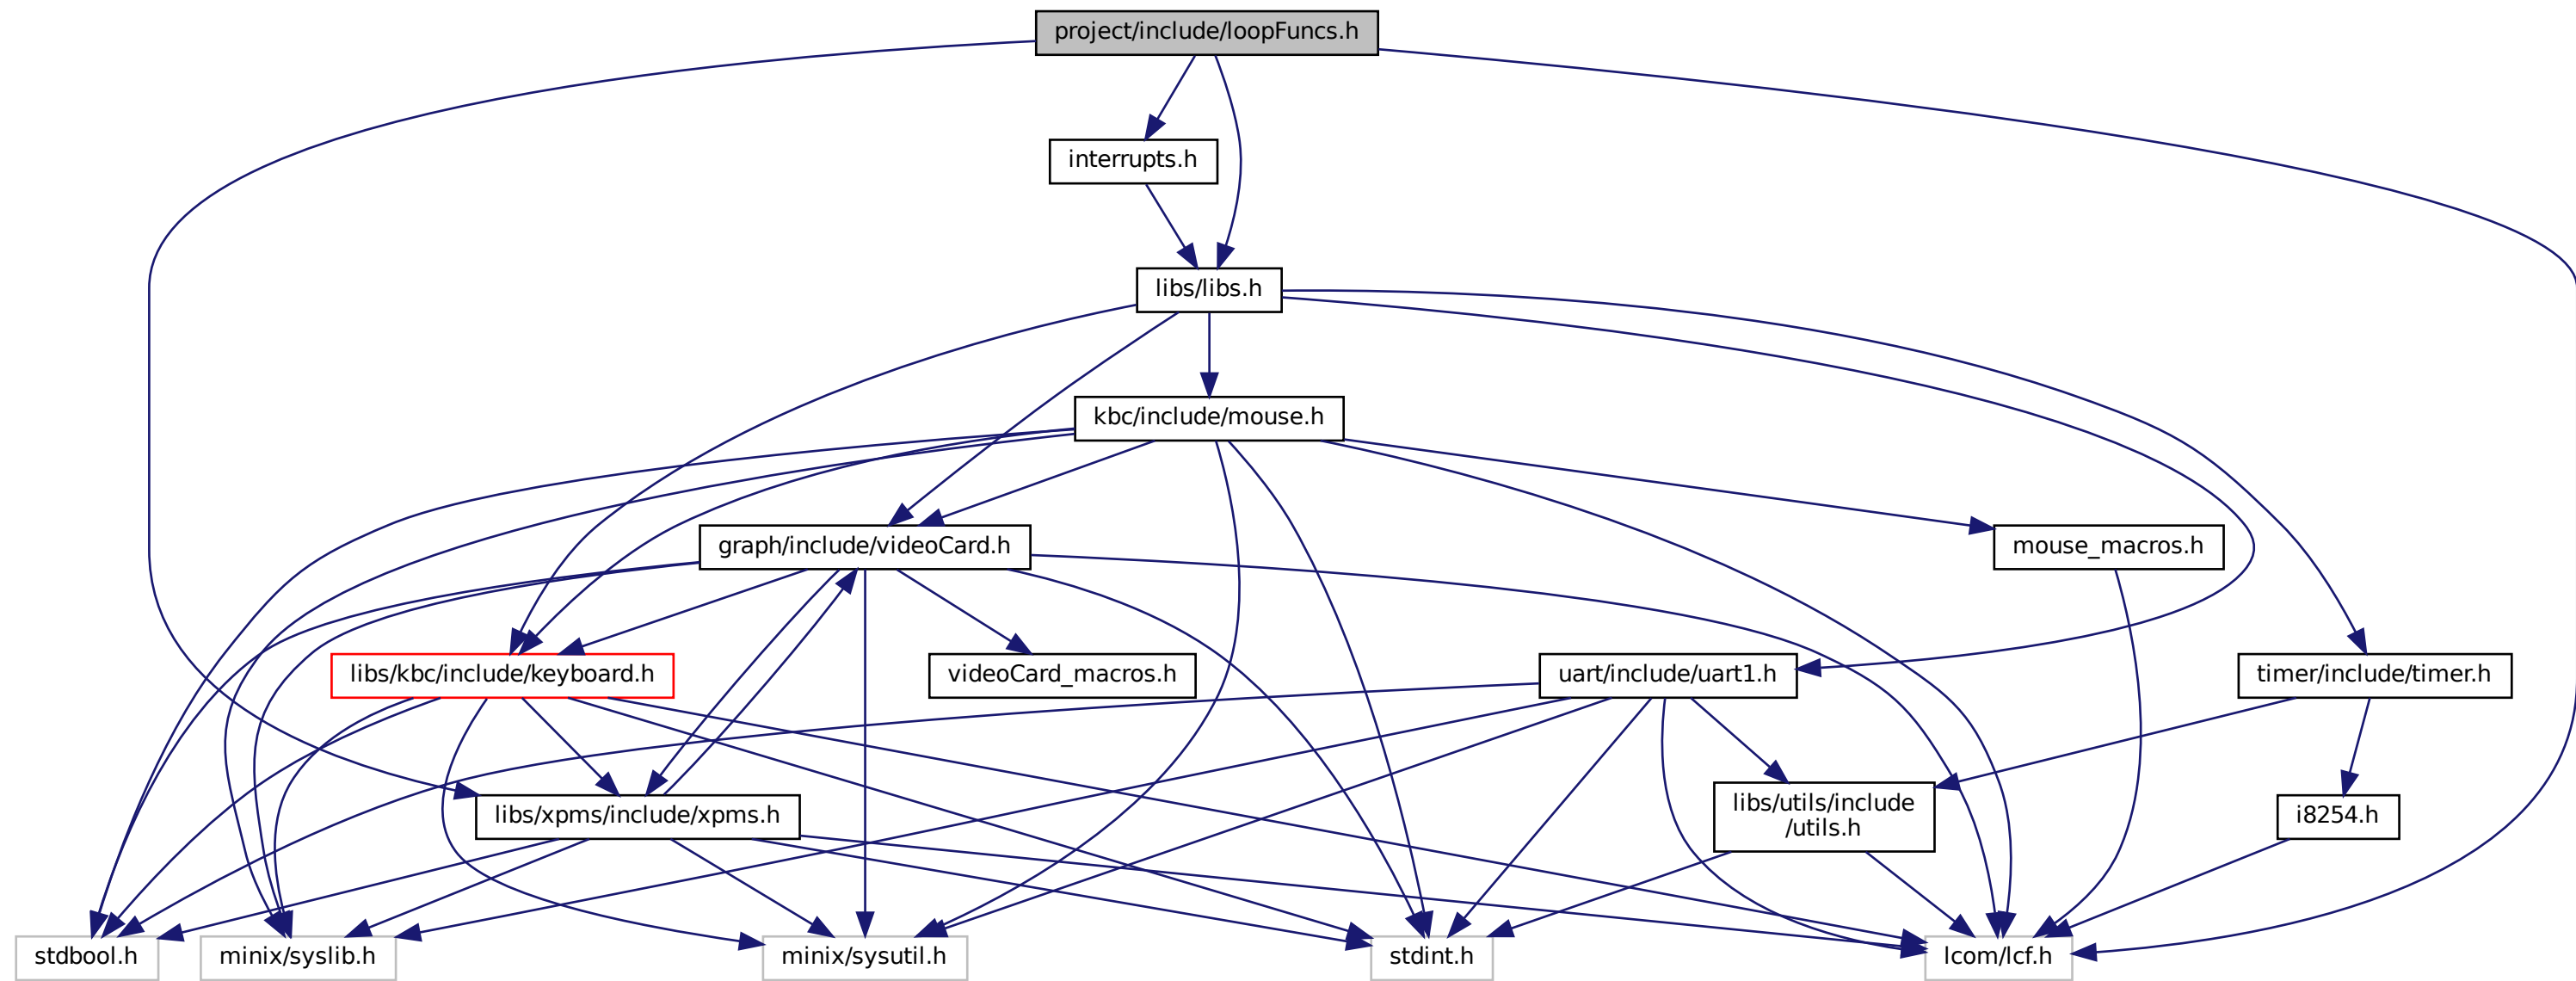 project/include/loopFuncs.h
interrupts.h
libs/libs.h
kbc/include/mouse.h
graph/include/videoCard.h
mouse_macros.h
libs/kbc/include/keyboard.h
videoCard_macros.h
uart/include/uart1.h
timer/include/timer.h
libs/xpms/include/xpms.h
libs/utils/include
/utils.h
i8254.h
stdbool.h
minix/syslib.h
minix/sysutil.h
stdint.h
lcom/lcf.h